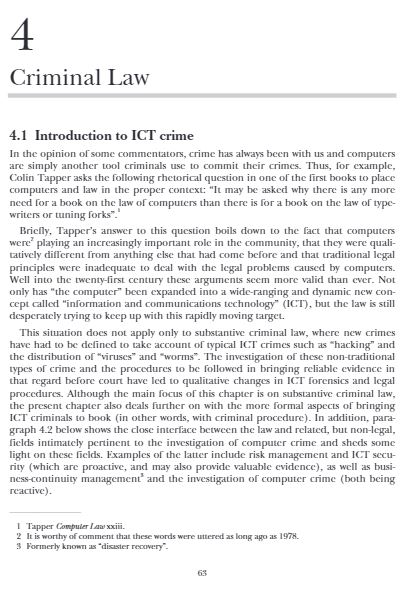 4
Criminal Law
4.1 Introduction to ICT crime
In the opinion of some commentators, crime has always been with us and computers
are simply another tool criminals use to commit their crimes. Thus, for example,
Colin Tapper asks the following rhetorical question in one of the first books to place
computers and law in the proper context: “It may be asked why there is any more
need for a book on the law of computers than there is for a book on the law of type-
writers or tuning forks”.1
Briefly, Tapper’s answer to this question boils down to the fact that computers
were2 playing an increasingly important role in the community, that they were quali-
tatively different from anything else that had come before and that traditional legal
principles were inadequate to deal with the legal problems caused by computers.
Well into the twenty-first century these arguments seem more valid than ever. Not
only has “the computer” been expanded into a wide-ranging and dynamic new con-
cept called “information and communications technology” (ICT), but the law is still
desperately trying to keep up with this rapidly moving target.
This situation does not apply only to substantive criminal law, where new crimes
have had to be defined to take account of typical ICT crimes such as “hacking” and
the distribution of “viruses” and “worms”. The investigation of these non-traditional
types of crime and the procedures to be followed in bringing reliable evidence in
that regard before court have led to qualitative changes in ICT forensics and legal
procedures. Although the main focus of this chapter is on substantive criminal law,
the present chapter also deals further on with the more formal aspects of bringing
ICT criminals to book (in other words, with criminal procedure). In addition, para-
graph 4.2 below shows the close interface between the law and related, but non-legal,
fields intimately pertinent to the investigation of computer crime and sheds some
light on these fields. Examples of the latter include risk management and ICT secu-
rity (which are proactive, and may also provide valuable evidence), as well as busi-
ness-continuity management3 and the investigation of computer crime (both being
reactive).
1 Tapper Computer Law xxiii.
2 It is worthy of comment that these words were uttered as long ago as 1978.
3 Formerly known as “disaster recovery”.
63